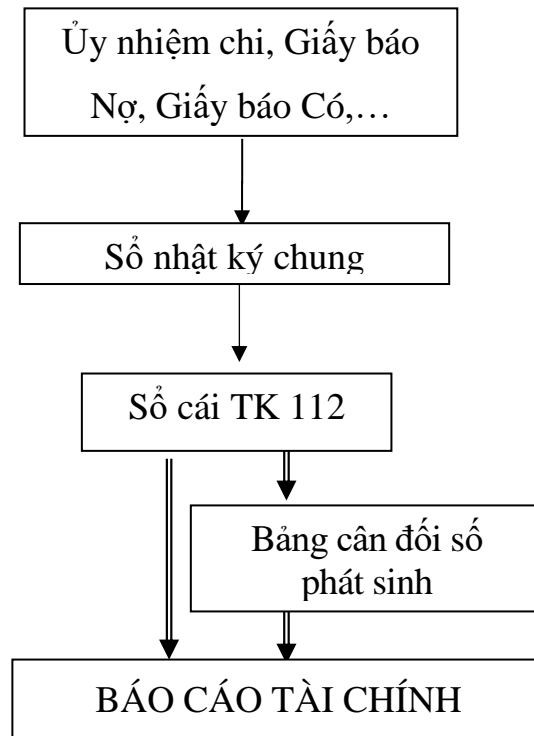 Ủy nhiệm chi, Giấy báo
Nợ, Giấy báo Có,…
Sổ nhật ký chung
Sổ cái TK 112
Bảng cân đối số
phát sinh
BÁO CÁO TÀI CHÍNH